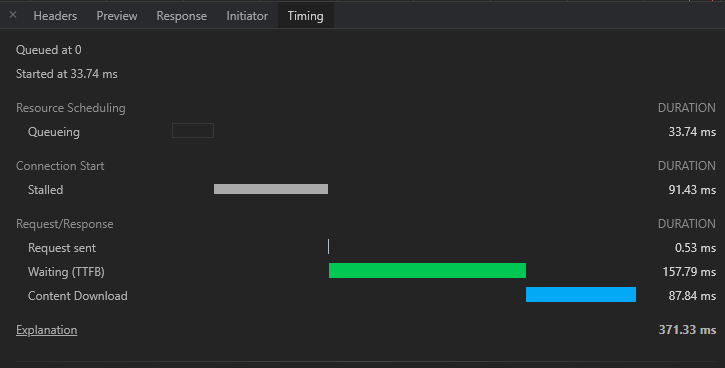 × Headers Preview Response Initiator Timing
Queued at 0
Started at 33.74 ms
Resource Scheduling DURATION
Queueing 33.74 ms
Connection Start DURATION
Stalled 91.43 ms
Request/Response DURATION
Request sent 0.53 ms
Waiting (TTFB) 157.79 ms
Content Download 87.84 ms
Explanation 371.33 ms